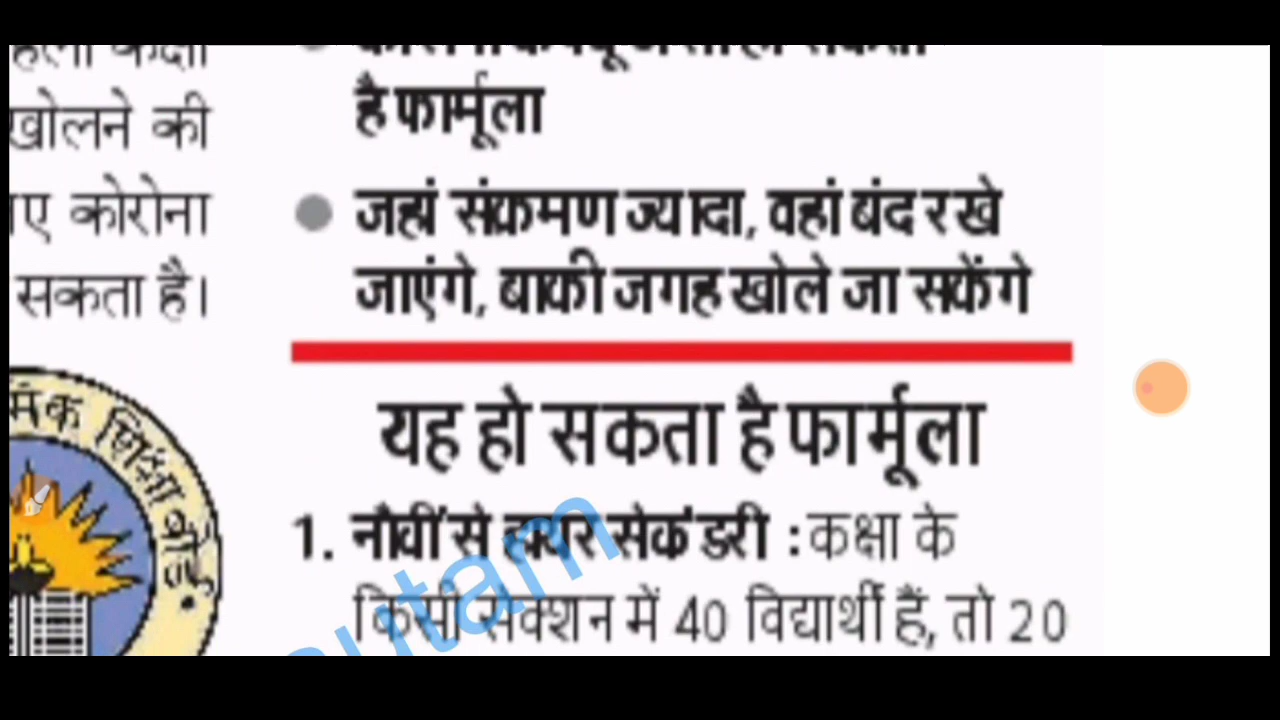 खोलने की
कोरोना
सकता है।
है फार्मूला
जहां संक्रमण ज्यादा, वहां बंद रखे
जाएंगे, बाकी जगह खोले जा सकेंगे
यह हो सकता है फार्मूला
1. नौवीं से हायर सेकंडरी : कक्षा के
किसी सेक्शन में 40 विद्यार्थी हैं, तो 20
शिक्षा बोर्ड